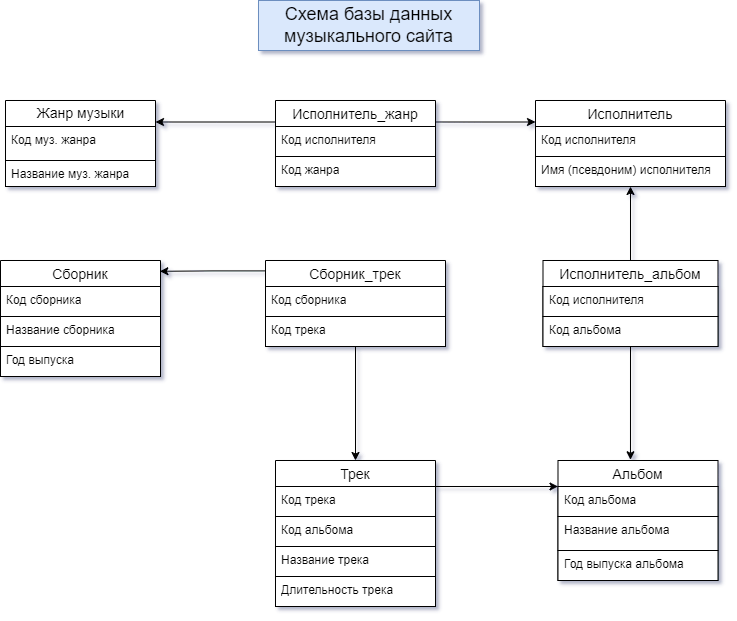 Схема базы данных
музыкального сайта
Жанр музыки
Код муз. жанра
Название муз. жанра
Исполнитель_жанр
Код исполнителя
Код жанра
Исполнитель
Код исполнителя
Имя (псевдоним) исполнителя
Сборник
Код сборника
Название сборника
Год выпуска
Сборник_трек
Код сборника
Код трека
Исполнитель_альбом
Код исполнителя
Код альбома
Трек
Код трека
Код альбома
Название трека
Длительность трека
Альбом
Код альбома
Название альбома
Год выпуска альбома